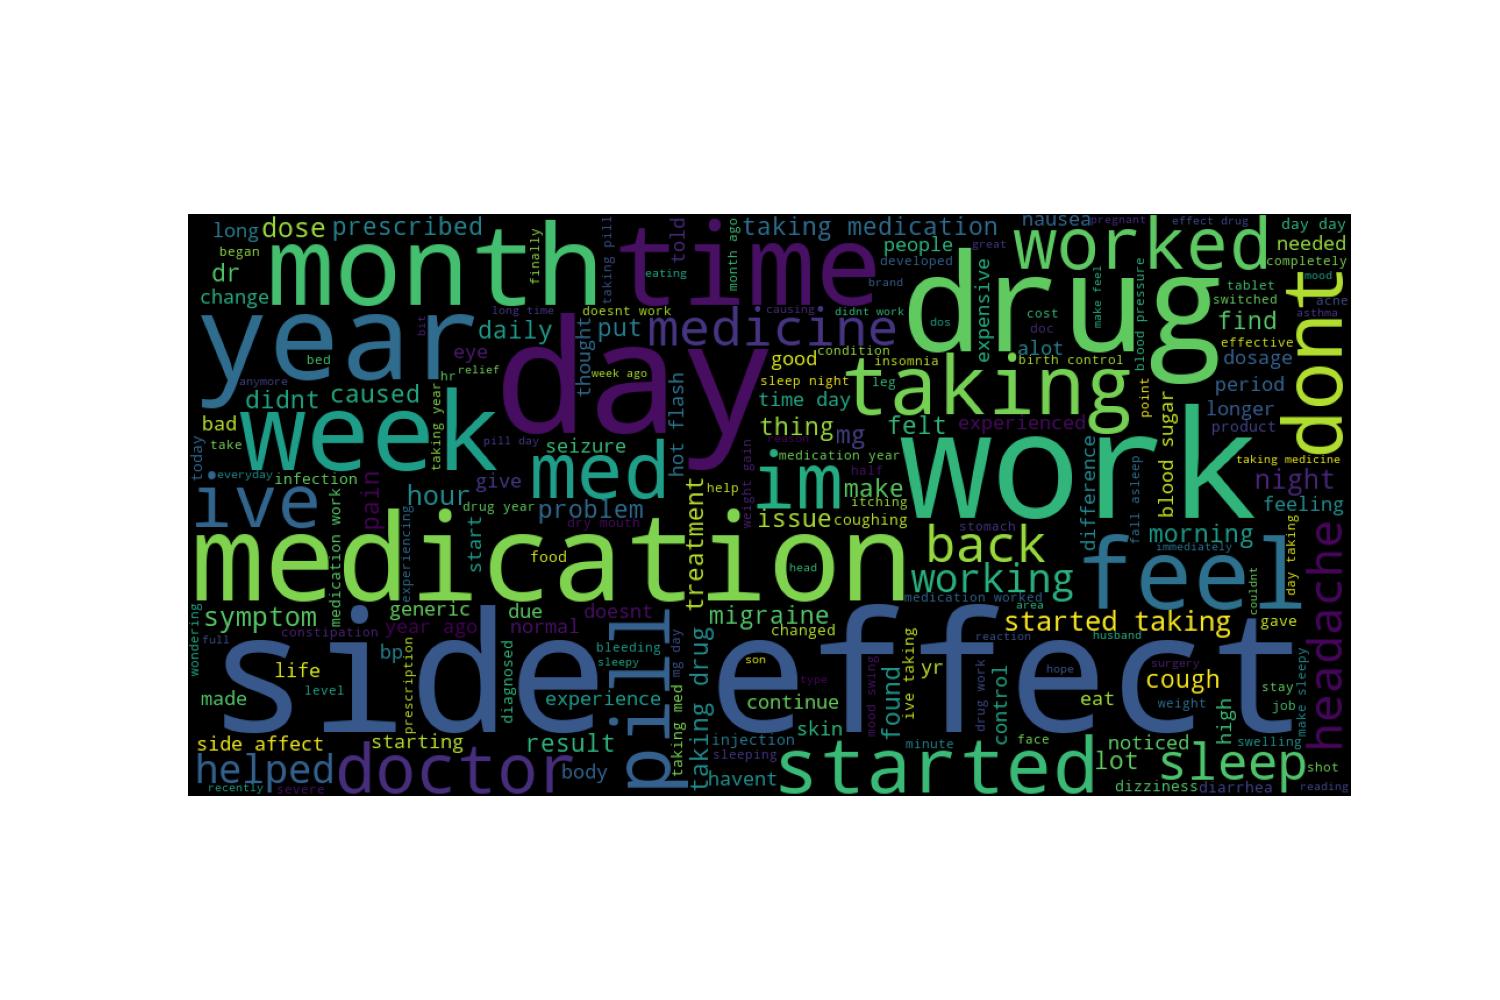 long
dose
prescribed
began
dr
change
month
finally
taking pill
time
told
eating
month ago
taking medication
people
developed
great
brand
nausea
pregnant
effect drug
worked
day day
needed
completely
mood
drug
expensive
make feel
blood pressure
tablet
switched
acne
asthma
cost
doc
dos
alot
birth control
find
effective
dosage
dont
year
bit
long time
daily
doesnt work
put
medicine
causing
didnt work
bed
eye
relief
hr
thought
week ago
day
good
condition
insomnia
leg
sleep night
time day
taking
point
period
longer
product
anymore
didnt
caused
bad
take
week
taking year
pill day
seizure
hot flash
thing
mg
felt
experienced
reason
medication year
half
work
difference
fall asleep
blood sugar
taking medicine
night
feeling
today
everyday
infection
ive
medication work
pain
hour
give
med
drug year
problem
dry mouth
treatment
help
weight gain
im
make
itching
issue
coughing
stomach
back
morning
immediately
day taking
headache
medication
experiencing
start
food
head
working
medication worked
area
feel
couldnt
symptom
generic
due
doesnt
constipation
year ago
normal
migraine
changed
started taking
husband
gave
reaction
wondering
full
life
level
made
bp
prescription
diagnosed
bleeding
sleepy
experience
side effect
pill
mg day
taking med
taking drug
son
type
continue
mood swing
found
ive taking
yr
drug work
control
hope
eat
surgery
cough
weight
high
stay
job
make sleepy
side affect
starting
result
helped
doctor
body
recently
severe
injection
sleeping
havent
skin
minute
face
started
lot
noticed
swelling
sleep
shot
dizziness
diarrhea
reading